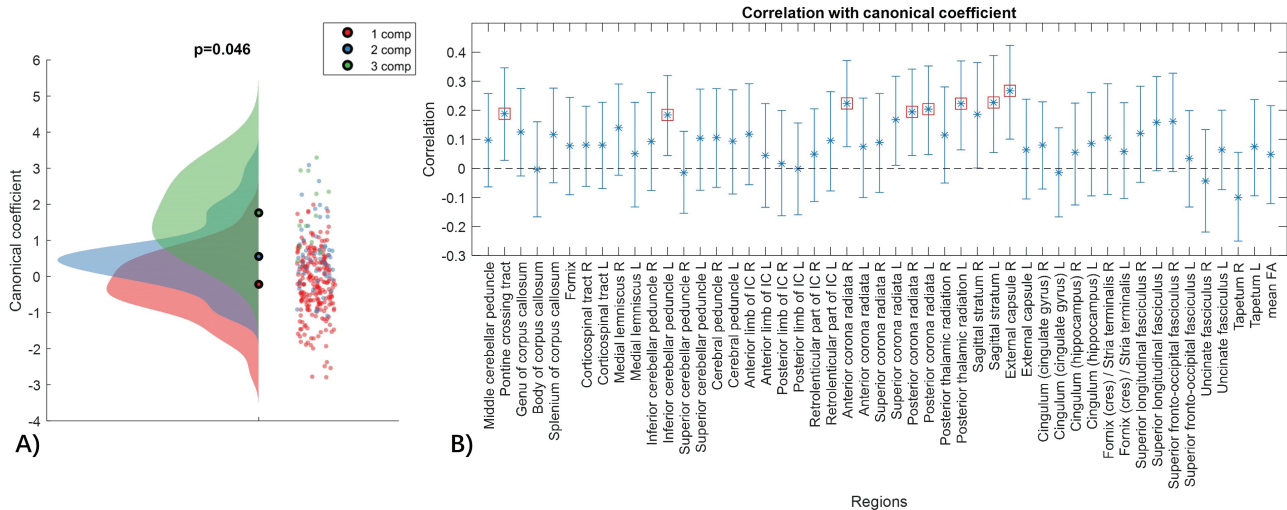 p=0.046
1 comp
2 comp
3 comp
Canonical coefficient
6
5
4
3
2
1
0
-1
-2
-3
-4
A)
Correlation with canonical coefficient
Correlation
0.4
0.3
0.2
0.1
0
-0.1
-0.2
-0.3
Middle cerebellar peduncle
Pontine crossing tract
Genu of corpus callosum
Body of corpus callosum
Splenium of corpus callosum
Fornix
Corticospinal tract R
Corticospinal tract L
Medial lemniscus R
Medial lemniscus L
Inferior cerebellar peduncle R
Inferior cerebellar peduncle L
Superior cerebellar peduncle R
Superior cerebellar peduncle L
Cerebral peduncle R
Cerebral peduncle L
Anterior limb of IC R
Anterior limb of IC L
Posterior limb of IC R
Posterior limb of IC L
Retrolenticular part of IC R
Retrolenticular part of IC L
Anterior corona radiata R
Anterior corona radiata L
Superior corona radiata R
Superior corona radiata L
Posterior corona radiata R
Posterior corona radiata L
Posterior thalamic radiation R
Posterior thalamic radiation L
Sagittal stratum R
Sagittal stratum L
External capsule R
External capsule L
Cingulum (cingulate gyrus) R
Cingulum (cingulate gyrus) L
Cingulum (hippocampus) R
Cingulum (hippocampus) L
Fornix (cres) / Stria terminalis R
Fornix (cres) / Stria terminalis L
Superior longitudinal fasciculus R
Superior longitudinal fasciculus L
Superior fronto-occipital fasciculus R
Superior fronto-occipital fasciculus L
Uncinate fasciculus R
Uncinate fasciculus L
Tapetum R
Tapetum L
mean FA
B)
Regions